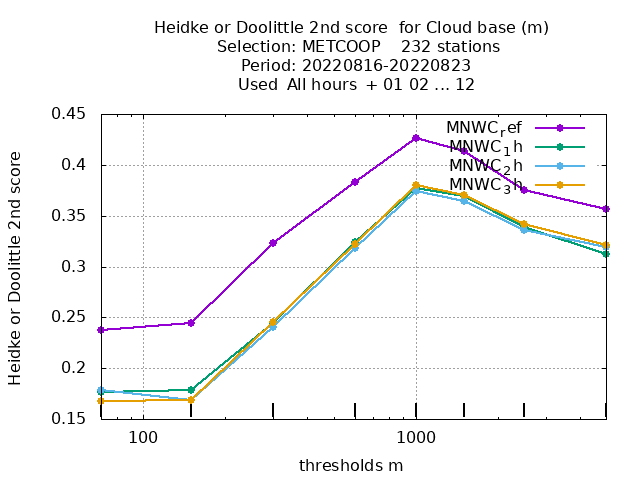 Heidke or Doolittle 2nd score  for Cloud base (m)
Selection: METCOOP    232 stations
Period: 20220816-20220823
Used  All hours  + 01 02 ... 12
0.45
0.4
0.35
0.3
0.25
0.2
0.15
Heidke or Doolittle 2nd score
MNWC_ref
MNWC_1h
MNWC_2h
MNWC_3h
100
1000
thresholds m